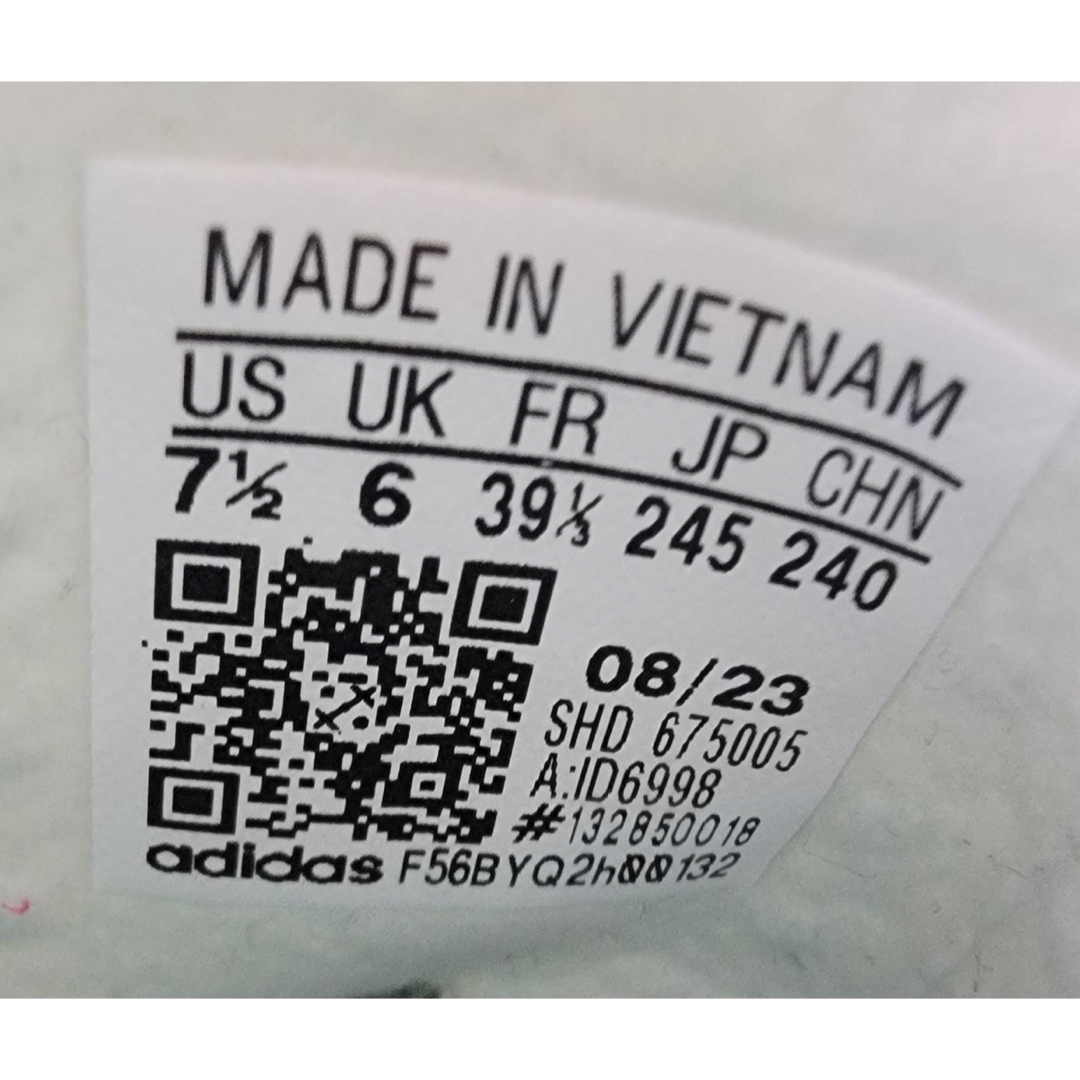 MADE IN VIETNAM
US UK FR JP CHN
7½ 6 39⅓ 245 240
08/23
SHD 675005
A:ID6998
#132850018
adidas F56BYQ2h00132